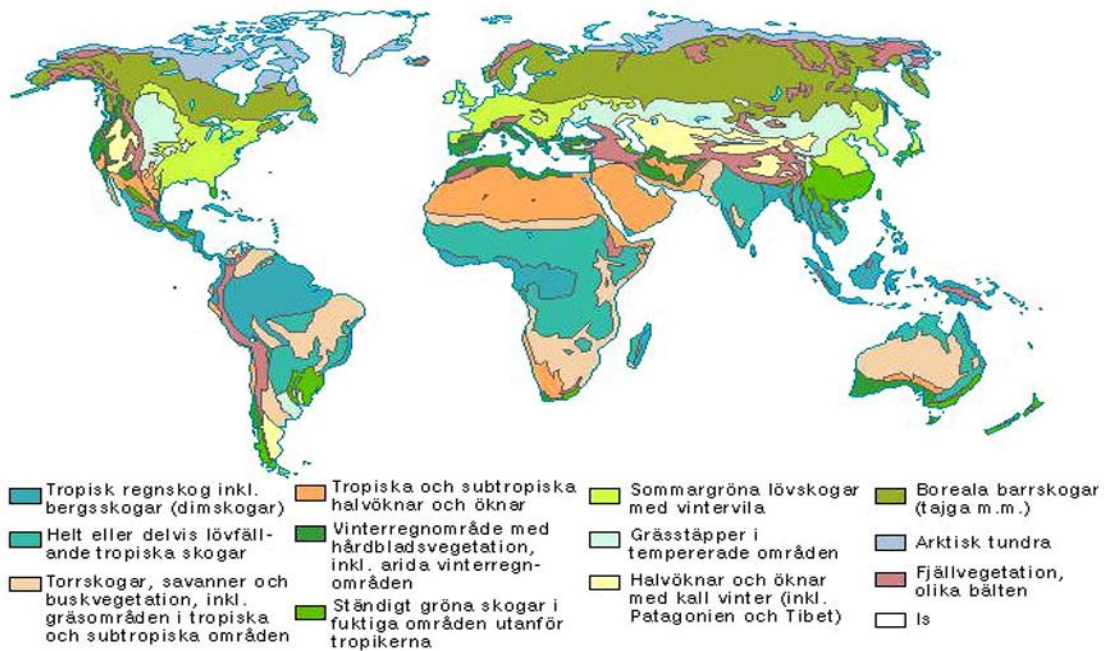 Tropisk regnskog inkl.
bergsskogar (dimskogar)
Helt eller delvis lövfäll-
ande tropiska skogar
Torrskogar, savanner och
buskvegetation, inkl.
gräsområden i tropiska
och subtropiska områden
Tropiska och subtropiska
halvöknar och öknar
Vinterregnområde med
hårdbladsvegetation,
inkl. arida vinterregn-
områden
Ständigt gröna skogar i
fuktiga områden utanför
tropikerna
Sommargröna lövskogar
med vintervila
Grässtäpper i
tempererade områden
Halvöknar och öknar
med kall vinter (inkl.
Patagonien och Tibet)
Boreala barrskogar
(tajga m.m.)
Arktisk tundra
Fjällvegetation,
olika bälten
Is